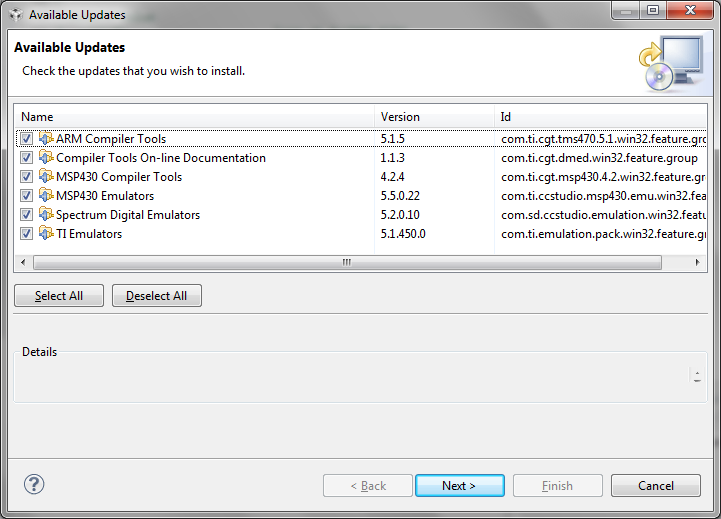 Available Updates
Available Updates
Check the updates that you wish to install.
Name Version Id
ARM Compiler Tools 5.1.5 com.ti.cgt.tms470.5.1.win32.feature.gro
Compiler Tools On-line Documentation 1.1.3 com.ti.cgt.dmed.win32.feature.group
MSP430 Compiler Tools 4.2.4 com.ti.cgt.msp430.4.2.win32.feature.gro
MSP430 Emulators 5.5.0.22 com.ti.ccstudio.msp430.emu.win32.featu
Spectrum Digital Emulators 5.2.0.10 com.sd.ccstudio.emulation.win32.featu
TI Emulators 5.1.450.0 com.ti.emulation.pack.win32.feature.gr
Select All Deselect All
Details
? < Back Next > Finish Cancel